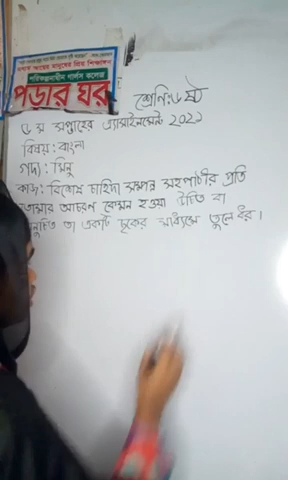 পড়ার ঘর
শ্রেণি:৬ষ্ঠ
৬ ষ্ঠ সপ্তাহের এ্যাসাইনমেন্ট ২০২১
বিষয়: বাংলা
গদ্য: মিনু
কাজ: বিশেষ চাহিদা সম্পন্ন সহপাঠীর প্রতি
তোমার আচরণ কেমন হওয়া উচিত বা
অনুচিত তা একটি ছকের মাধ্যমে তুলে ধর।